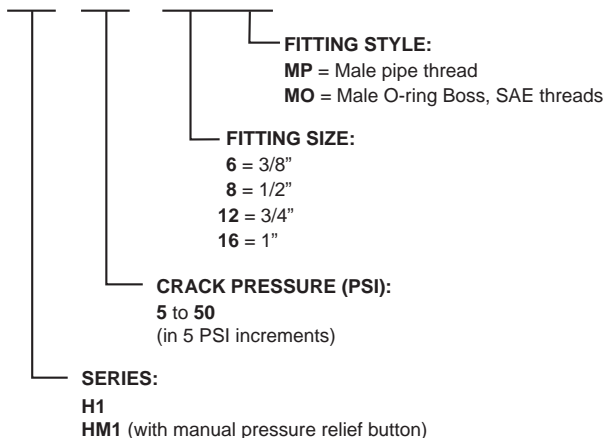 FITTING STYLE:
MP = Male pipe thread
MO = Male O-ring Boss, SAE threads
FITTING SIZE:
6 = 3/8”
8 = 1/2”
12 = 3/4”
16 = 1”
CRACK PRESSURE (PSI):
5 to 50
(in 5 PSI increments)
SERIES:
H1
HM1 (with manual pressure relief button)